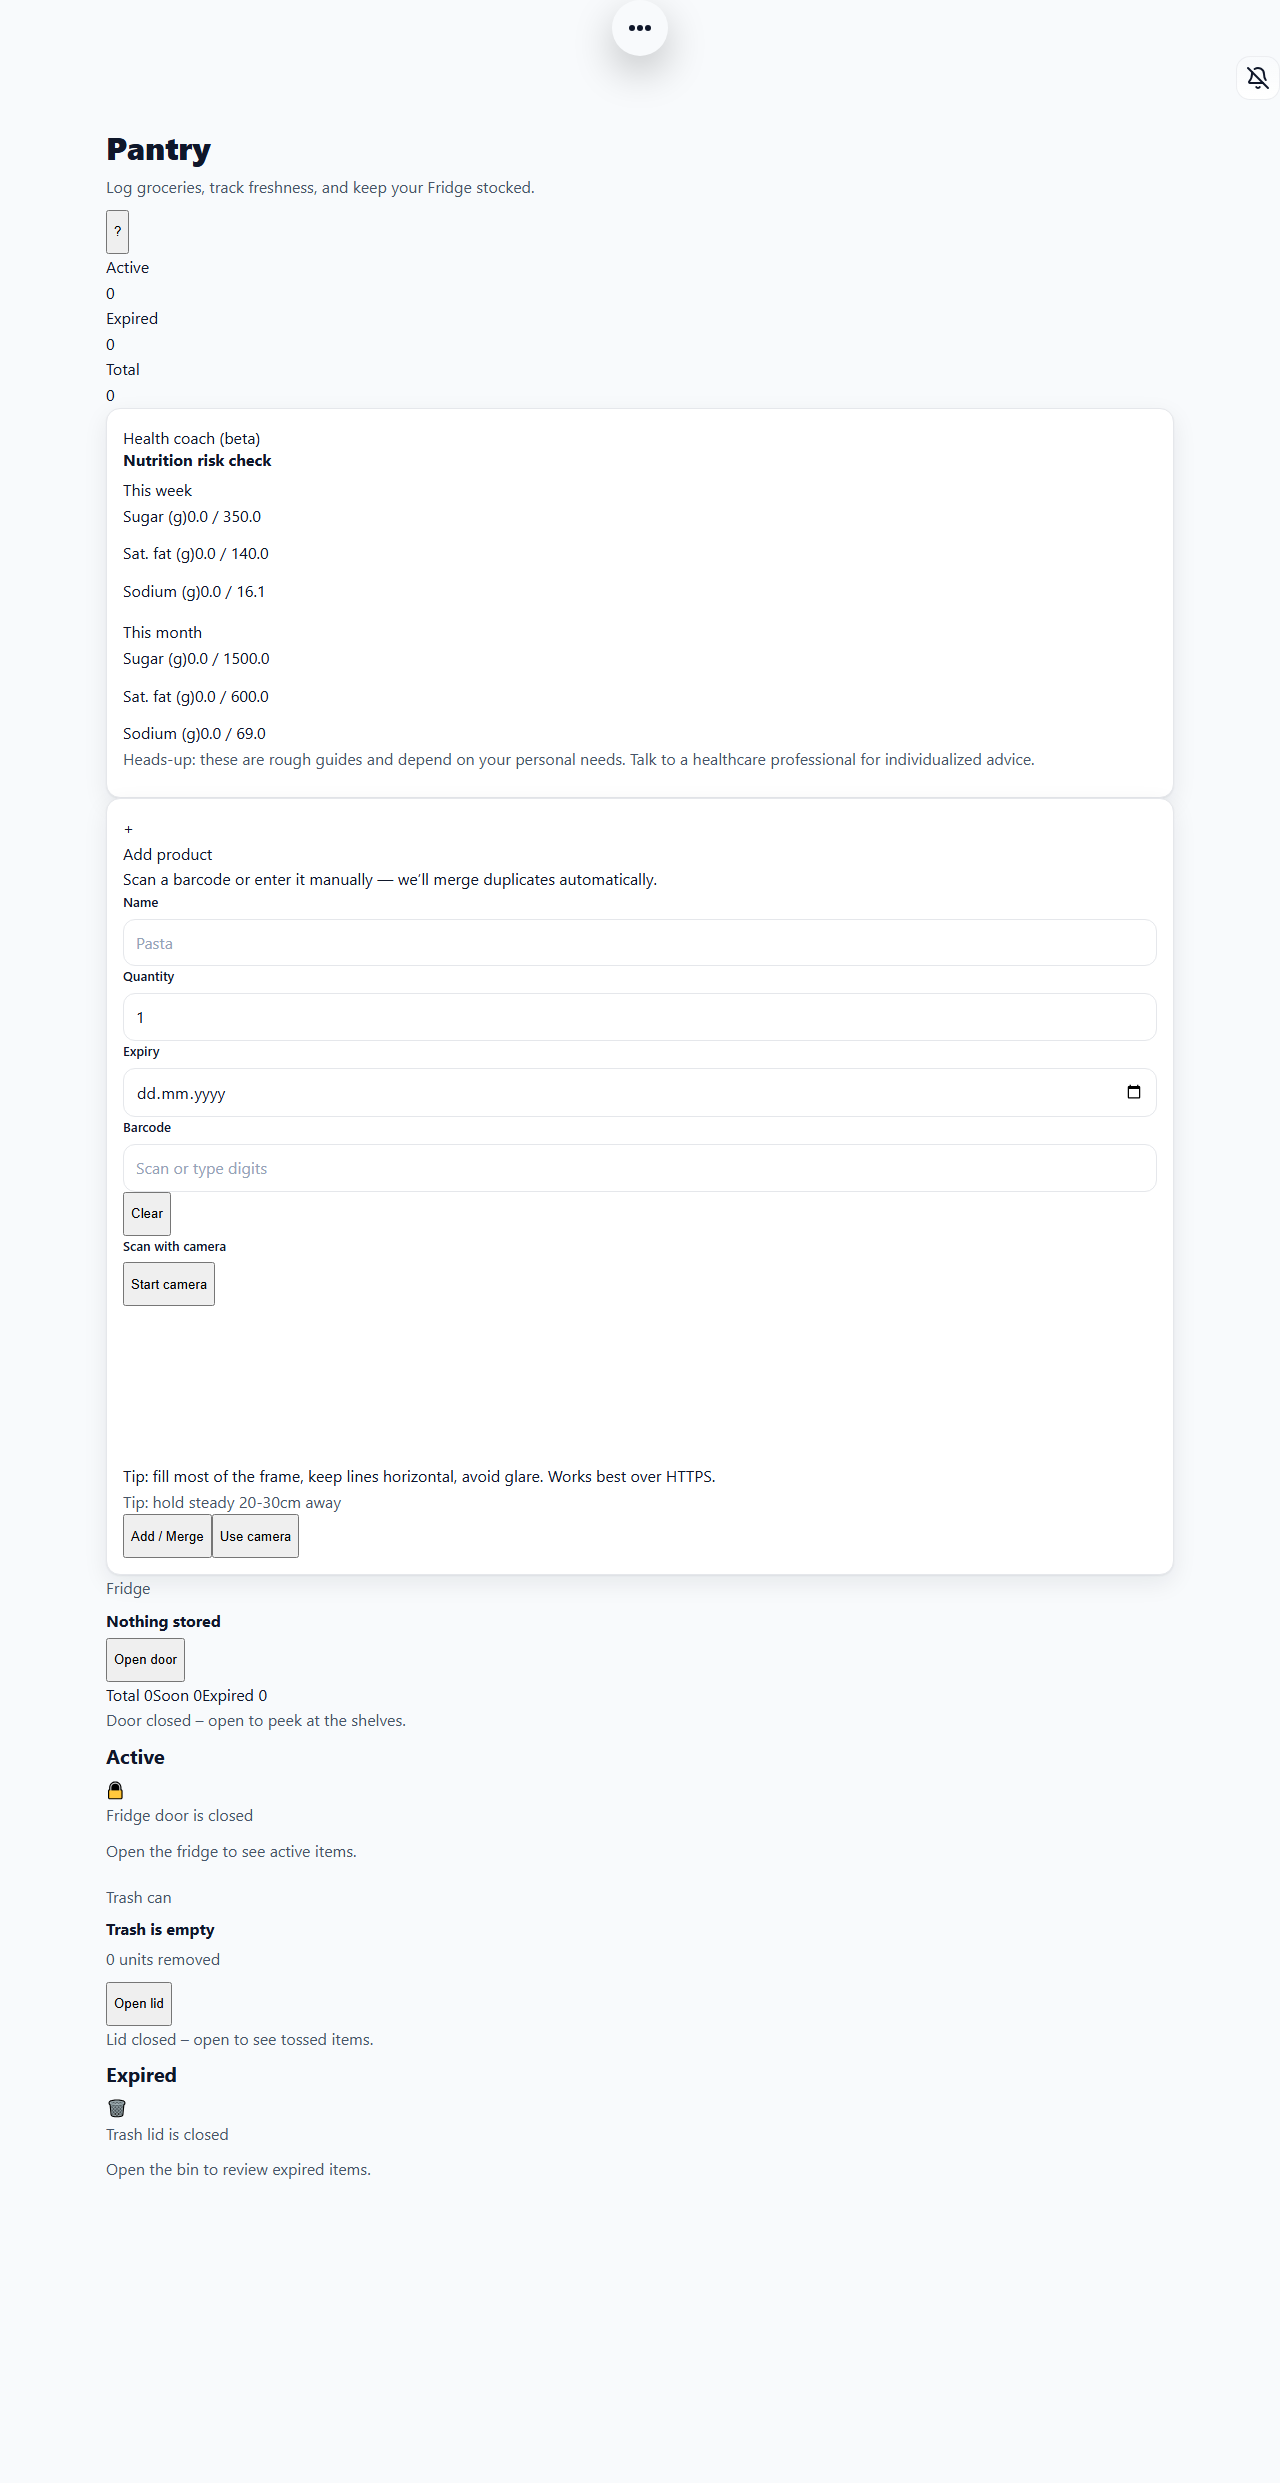 Pantry
Log groceries, track freshness, and keep your Fridge stocked.
?
Active
0
Expired
0
Total
0
Health coach (beta)
Nutrition risk check
This week
Sugar (g)0.0 / 350.0
Sat. fat (g)0.0 / 140.0
Sodium (g)0.0 / 16.1
This month
Sugar (g)0.0 / 1500.0
Sat. fat (g)0.0 / 600.0
Sodium (g)0.0 / 69.0
Heads-up: these are rough guides and depend on your personal needs. Talk to a healthcare professional for individualized advice.
+
Add product
Scan a barcode or enter it manually — we'll merge duplicates automatically.
Name
Pasta
Quantity
1
Expiry
dd.mm.yyyy
Barcode
Scan or type digits
Clear
Scan with camera
Start camera
Tip: fill most of the frame, keep lines horizontal, avoid glare. Works best over HTTPS.
Tip: hold steady 20-30cm away
Add / Merge Use camera
Fridge
Nothing stored
Open door
Total 0Soon 0Expired 0
Door closed – open to peek at the shelves.
Active
Fridge door is closed
Open the fridge to see active items.
Trash can
Trash is empty
0 units removed
Open lid
Lid closed – open to see tossed items.
Expired
Trash lid is closed
Open the bin to review expired items.